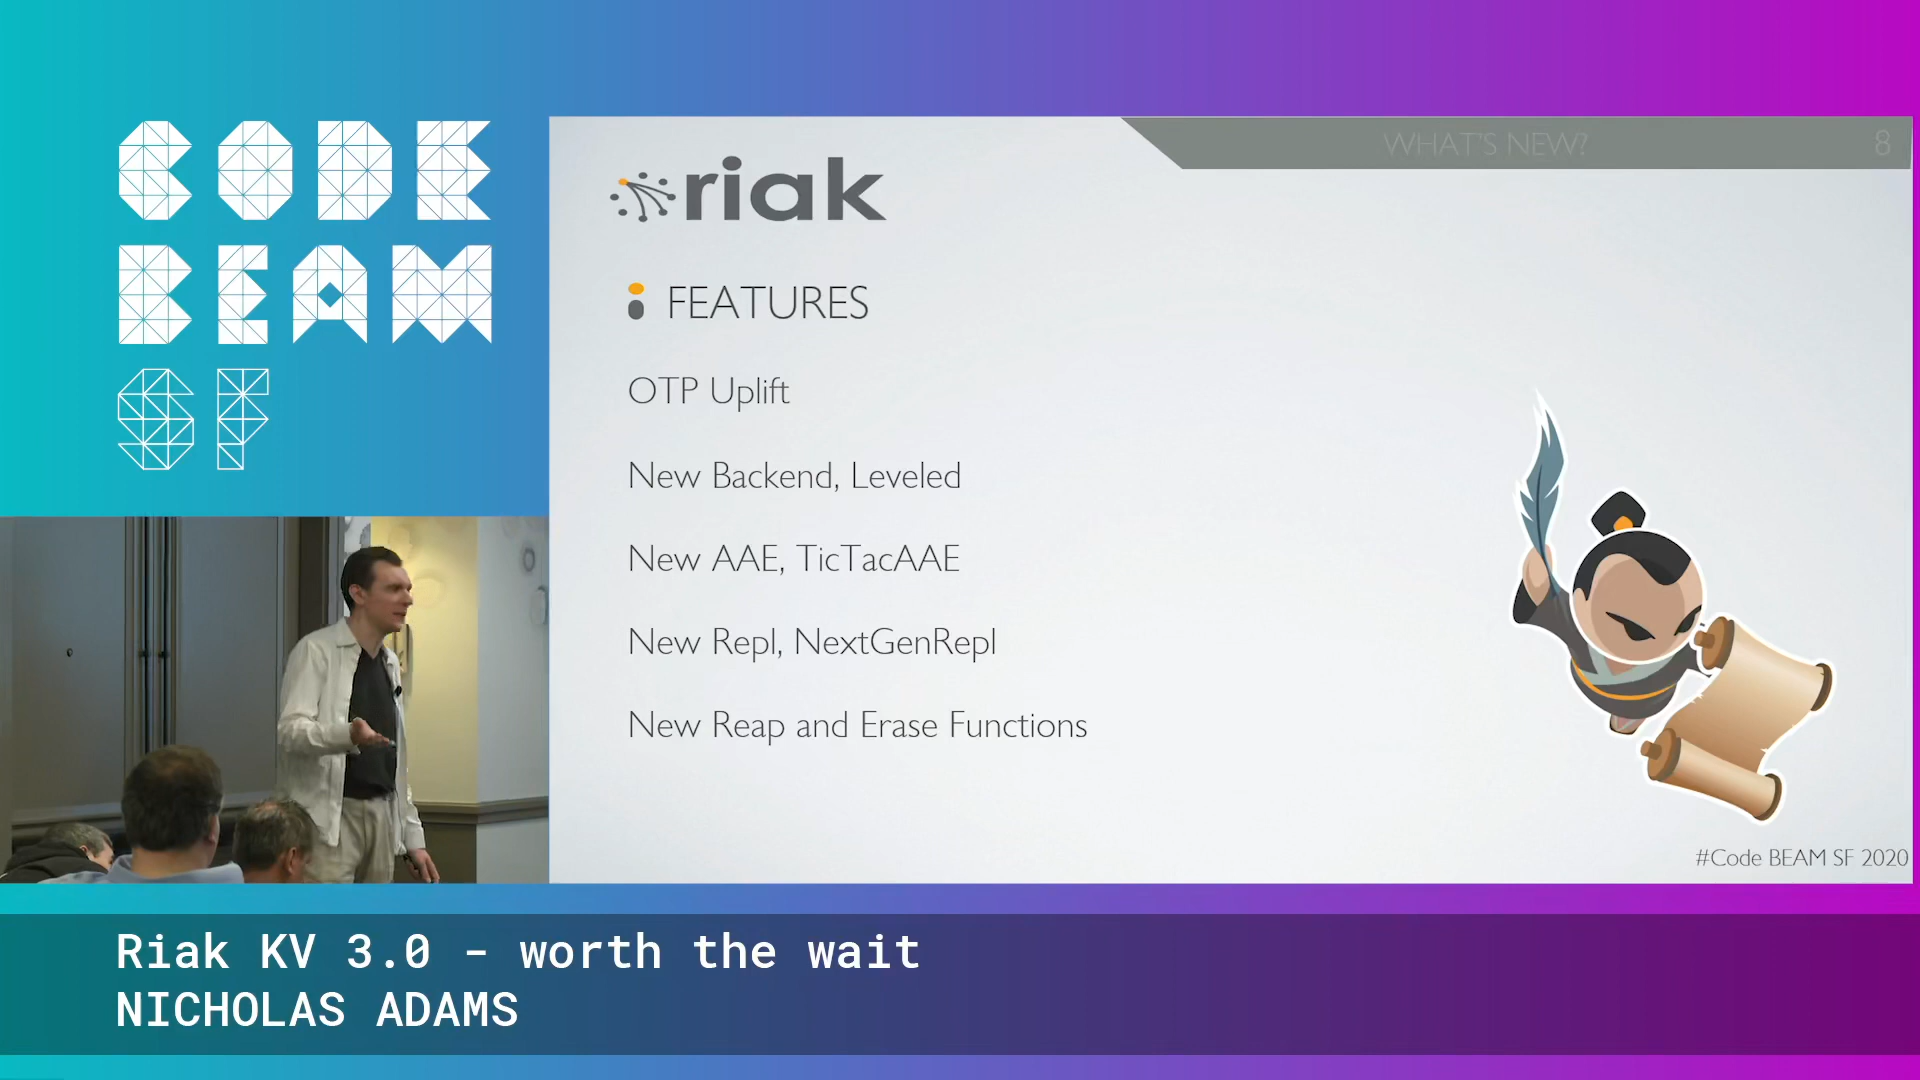 CODE
BEAM
SF
riak
WHAT'S NEW?
8
FEATURES
OTP Uplift
New Backend, Leveled
New AAE, TicTacAAE
New Repl, NextGenRepl
New Reap and Erase Functions
#Code BEAM SF 2020
Riak KV 3.0 - worth the wait
NICHOLAS ADAMS